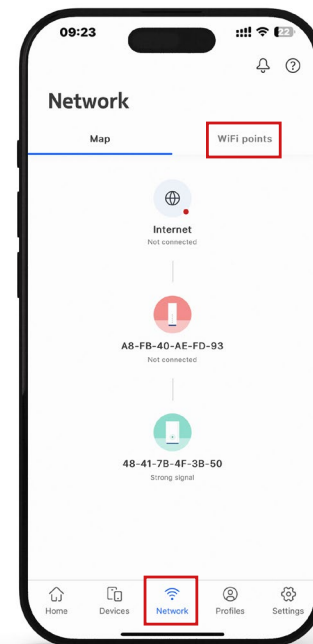 09:23
22
Network
Map
WiFi points
Internet
Not connected
A8-FB-40-AE-FD-93
Not connected
48-41-7B-4F-3B-50
Strong signal
Home
Devices
Network
Profiles
Settings